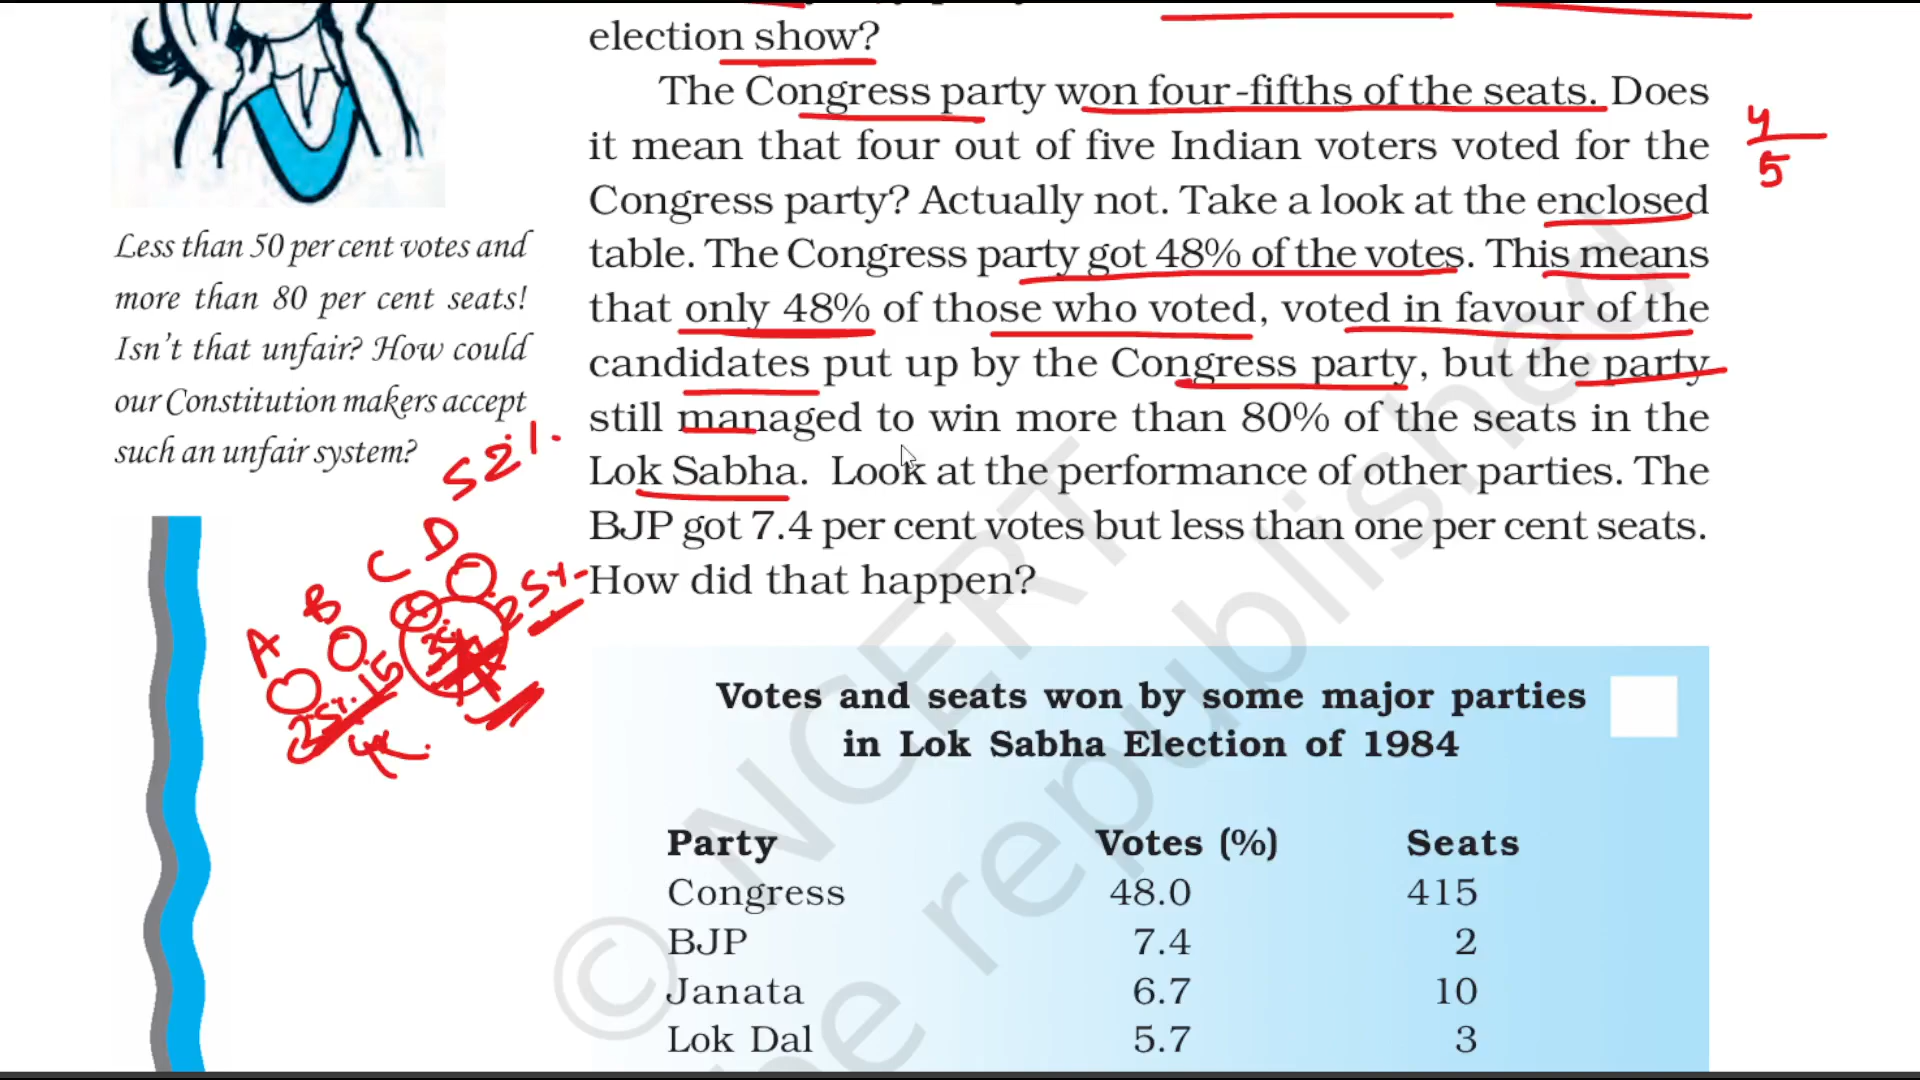 election show?
The Congress party won four-fifths of the seats. Does
it mean that four out of five Indian voters voted for the
Congress party? Actually not. Take a look at the enclosed
table. The Congress party got 48% of the votes. This means
that only 48% of those who voted, voted in favour of the
candidates put up by the Congress party, but the party
still managed to win more than 80% of the seats in the
Lok Sabha. Look at the performance of other parties. The
BJP got 7.4 per cent votes but less than one per cent seats.
How did that happen?
4
5
Less than 50 per cent votes and
more than 80 per cent seats!
Isn't that unfair? How could
our Constitution makers accept
such an unfair system?
52%.
A B C D
25%
25%. 15
Votes and seats won by some major parties
in Lok Sabha Election of 1984
Party Votes (%) Seats
Congress 48.0 415
BJP 7.4 2
Janata 6.7 10
Lok Dal 5.7 3
© NCERT
be republished